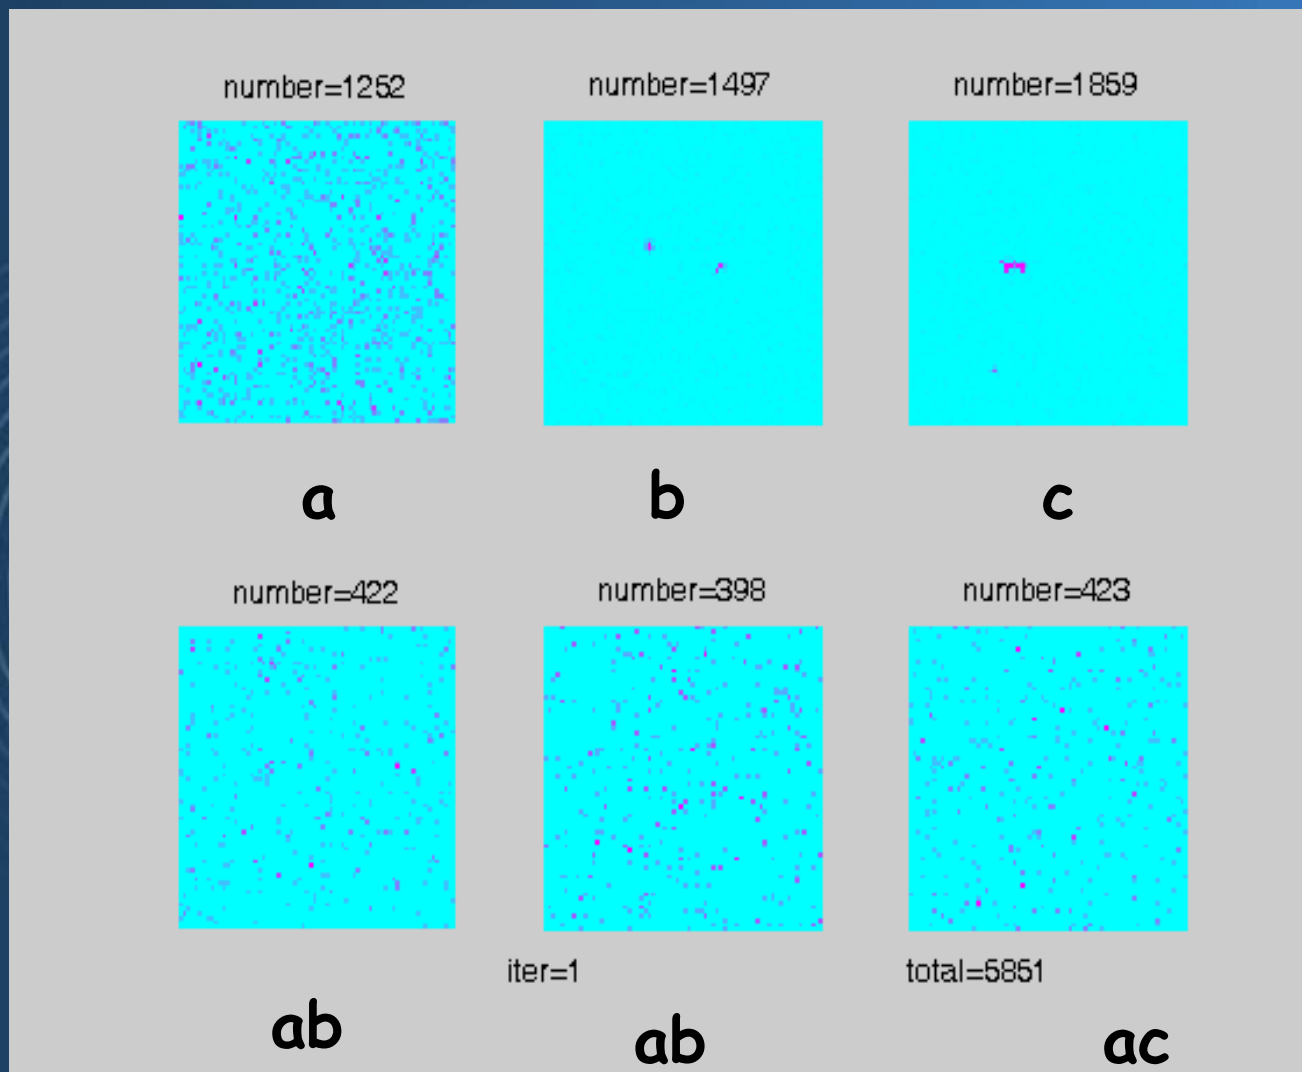 number=1252
number=1497
number=1859
a
b
c
number=422
number=398
number=423
iter=1
total=5851
ab
ab
ac